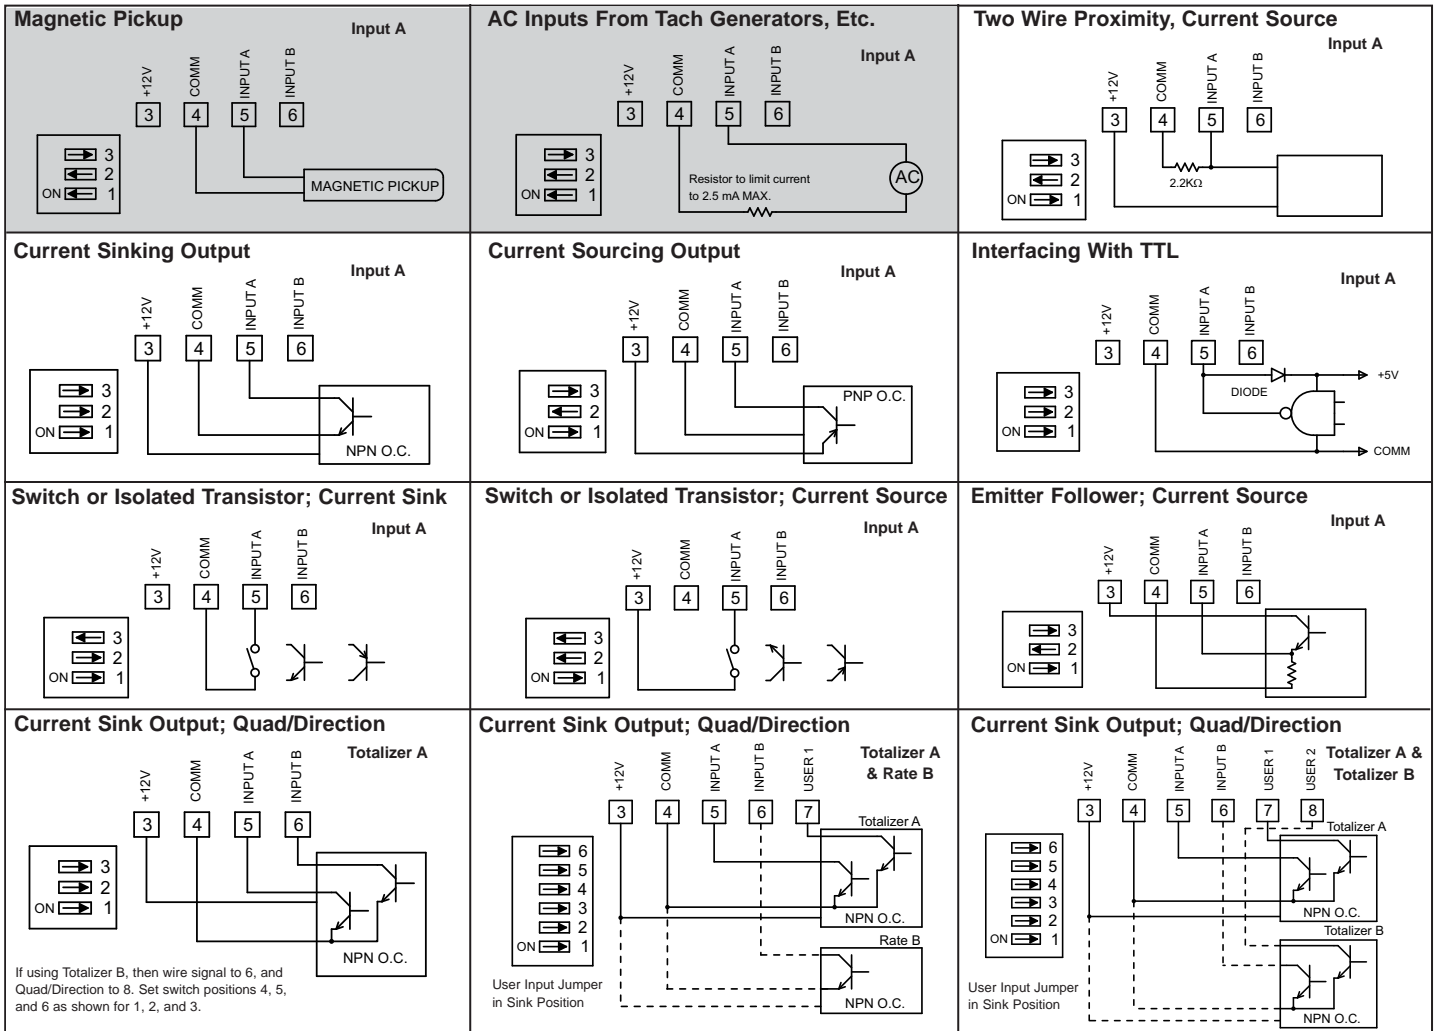 Magnetic Pickup
Input A
+12V
COMM
INPUT A
INPUT B
3
4
5
6
3
2
ON 1
MAGNETIC PICKUP
AC Inputs From Tach Generators, Etc.
Input A
+12V
COMM
INPUT A
INPUT B
3
4
5
6
3
2
ON 1
Resistor to limit current
to 2.5 mA MAX.
AC
Two Wire Proximity, Current Source
Input A
+12V
COMM
INPUT A
INPUT B
3
4
5
6
3
2
ON 1
2.2KΩ
Current Sinking Output
Input A
+12V
COMM
INPUT A
INPUT B
3
4
5
6
3
2
ON 1
NPN O.C.
Current Sourcing Output
Input A
+12V
COMM
INPUT A
INPUT B
3
4
5
6
3
2
ON 1
PNP O.C.
Interfacing With TTL
Input A
+12V
COMM
INPUT A
INPUT B
3
4
5
6
3
2
ON 1
DIODE
+5V
COMM
Switch or Isolated Transistor; Current Sink
Input A
+12V
COMM
INPUT A
INPUT B
3
4
5
6
3
2
ON 1
Switch or Isolated Transistor; Current Source
Input A
+12V
COMM
INPUT A
INPUT B
3
4
5
6
3
2
ON 1
Emitter Follower; Current Source
Input A
+12V
COMM
INPUT A
INPUT B
3
4
5
6
3
2
ON 1
Current Sink Output; Quad/Direction
Totalizer A
+12V
COMM
INPUT A
INPUT B
3
4
5
6
3
2
ON 1
NPN O.C.
If using Totalizer B, then wire signal to 6, and
Quad/Direction to 8. Set switch positions 4, 5,
and 6 as shown for 1, 2, and 3.
Current Sink Output; Quad/Direction
Totalizer A
& Rate B
+12V
COMM
INPUT A
INPUT B
USER 1
3
4
5
6
7
Totalizer A
6
5
4
3
2
ON 1
NPN O.C.
Rate B
NPN O.C.
User Input Jumper
in Sink Position
Current Sink Output; Quad/Direction
Totalizer A &
Totalizer B
+12V
COMM
INPUT A
INPUT B
USER 1
USER 2
3
4
5
6
7
8
Totalizer A
6
5
4
3
2
ON 1
NPN O.C.
Totalizer B
NPN O.C.
User Input Jumper
in Sink Position